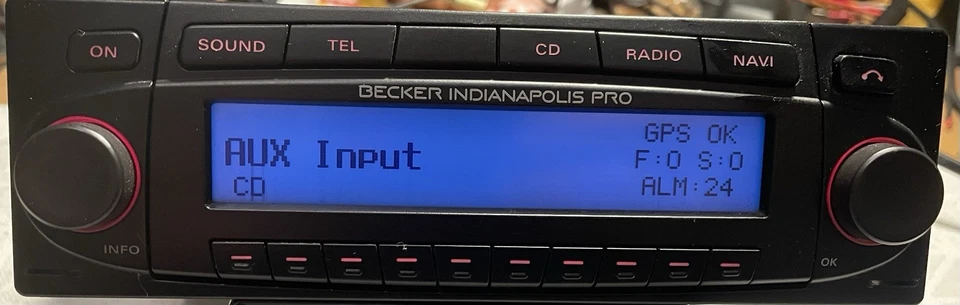 ON
SOUND
TEL
CD
RADIO
NAVI
BECKER INDIANAPOLIS PRO
AUX Input
CD
GPS OK
F:0 S:0
ALM:24
INFO
OK